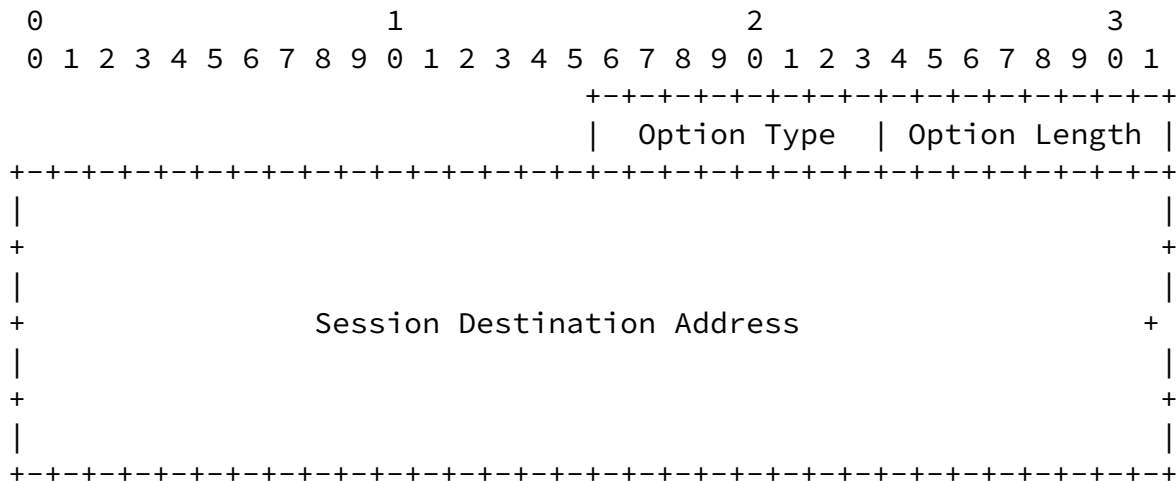 0                   1                   2                   3
 0 1 2 3 4 5 6 7 8 9 0 1 2 3 4 5 6 7 8 9 0 1 2 3 4 5 6 7 8 9 0 1
                                +-+-+-+-+-+-+-+-+-+-+-+-+-+-+-+-+
                                |  Option Type  | Option Length |
+-+-+-+-+-+-+-+-+-+-+-+-+-+-+-+-+-+-+-+-+-+-+-+-+-+-+-+-+-+-+-+-+
|                                                               |
+                                                               +
|                                                               |
+                Session Destination Address                   +
|                                                               |
+                                                               +
|                                                               |
+-+-+-+-+-+-+-+-+-+-+-+-+-+-+-+-+-+-+-+-+-+-+-+-+-+-+-+-+-+-+-+-+